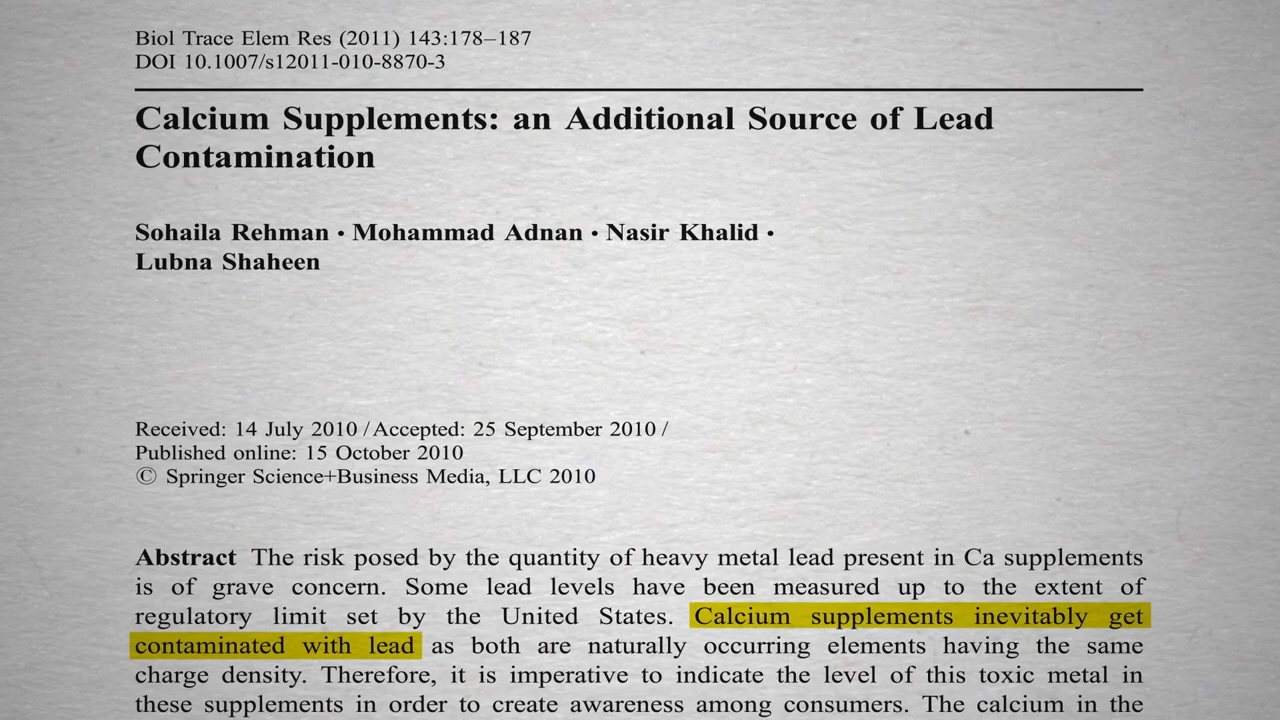 Biol Trace Elem Res (2011) 143:178–187
DOI 10.1007/s12011-010-8870-3
Calcium Supplements: an Additional Source of Lead
Contamination
Sohaila Rehman · Mohammad Adnan · Nasir Khalid ·
Lubna Shaheen
Received: 14 July 2010 / Accepted: 25 September 2010 /
Published online: 15 October 2010
© Springer Science+Business Media, LLC 2010
Abstract The risk posed by the quantity of heavy metal lead present in Ca supplements
is of grave concern. Some lead levels have been measured up to the extent of
regulatory limit set by the United States. Calcium supplements inevitably get
contaminated with lead as both are naturally occurring elements having the same
charge density. Therefore, it is imperative to indicate the level of this toxic metal in
these supplements in order to create awareness among consumers. The calcium in the